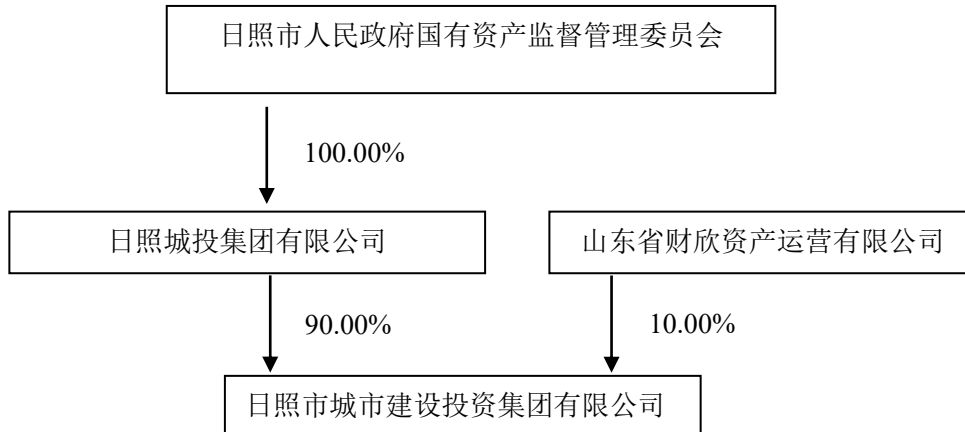 日照市人民政府国有资产监督管理委员会
100.00%
日照城投集团有限公司
山东省财欣资产运营有限公司
90.00%
10.00%
日照市城市建设投资集团有限公司